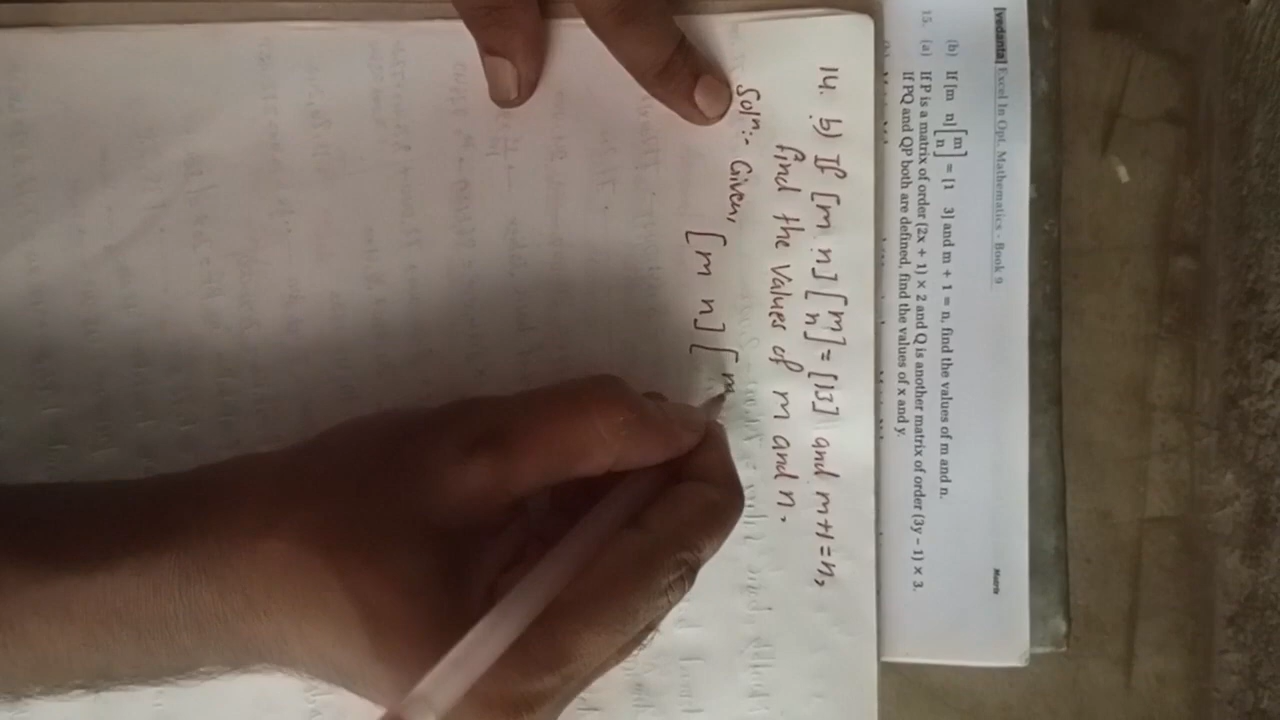 [vedanta] Excel In Opt. Mathematics - Book 9
Matrix
(b) If [m n] [m n] = [1 3] and m + 1 = n, find the values of m and n.
15. (a) If P is a matrix of order (2x + 1) × 2 and Q is another matrix of order (3y − 1) × 3.
If PQ and QP both are defined, find the values of x and y.
14. b) If [m n] [m n] = [13] and m+1=n,
find the values of m and n.
Solⁿ:- Given,
[m n] [m